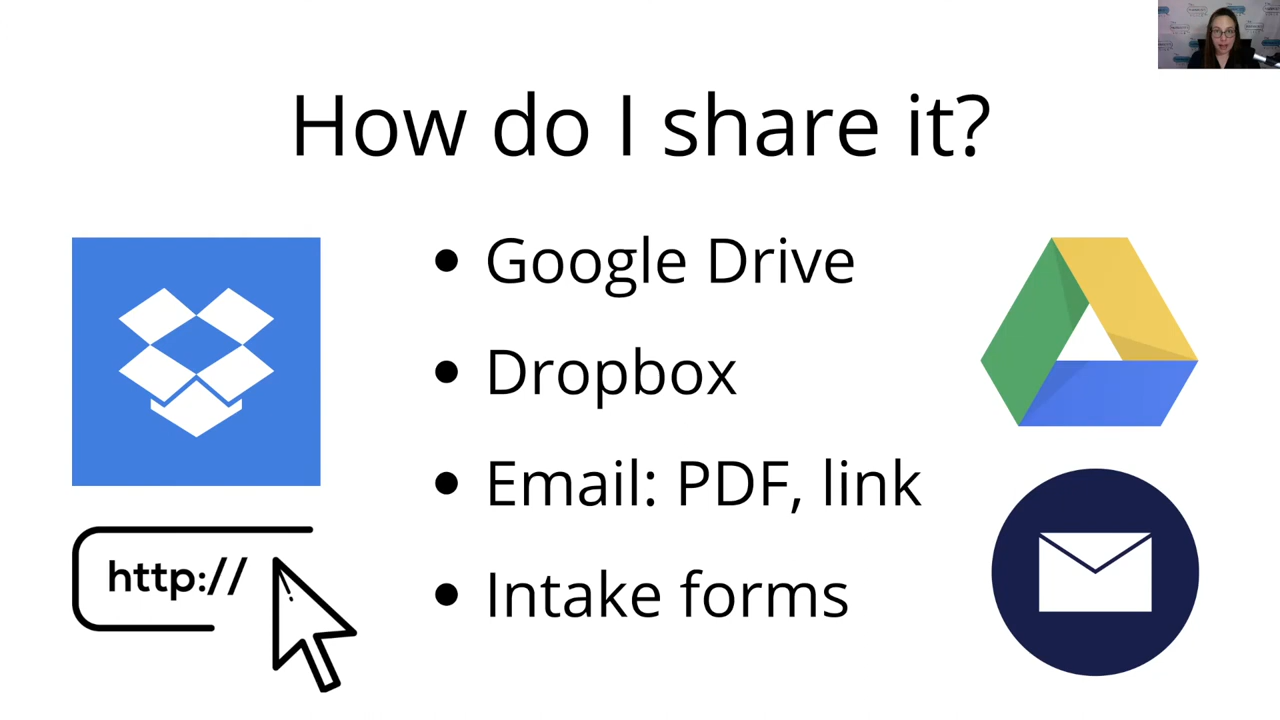 How do I share it?
• Google Drive
• Dropbox
• Email: PDF, link
• Intake forms
http://